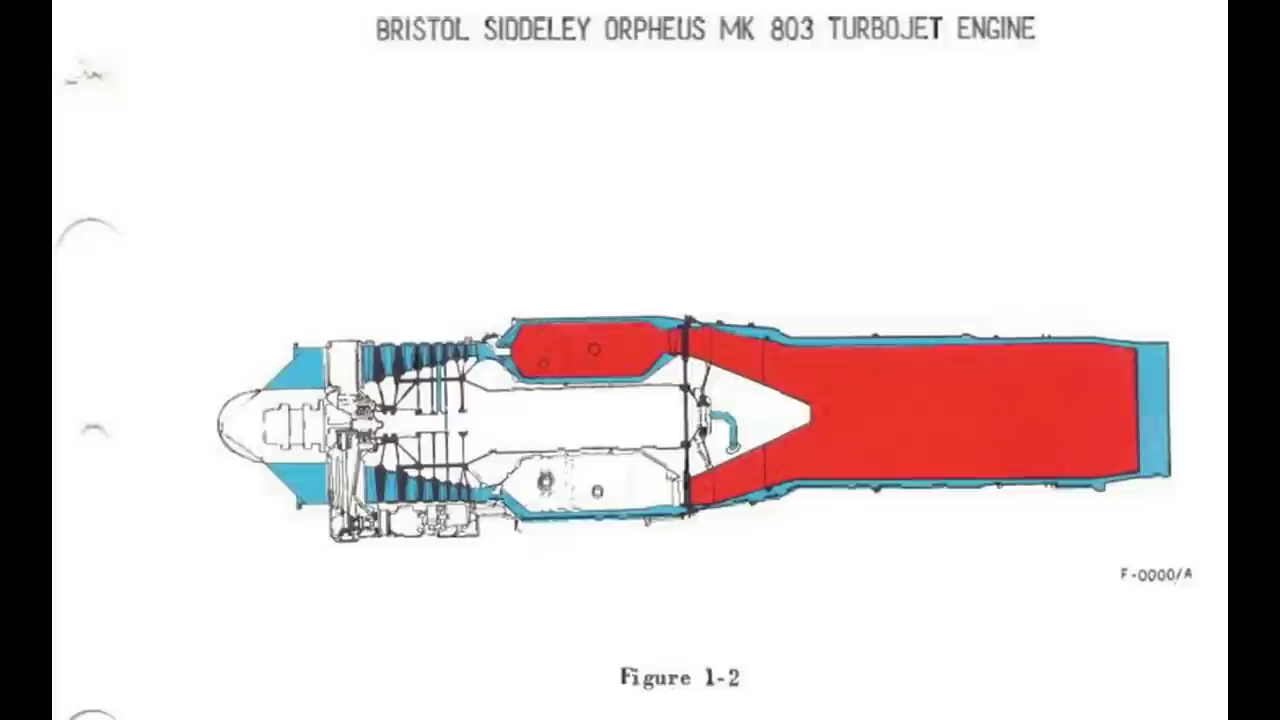 BRISTOL SIDDELEY ORPHEUS MK 803 TURBOJET ENGINE
F-0000/A
Figure 1-2